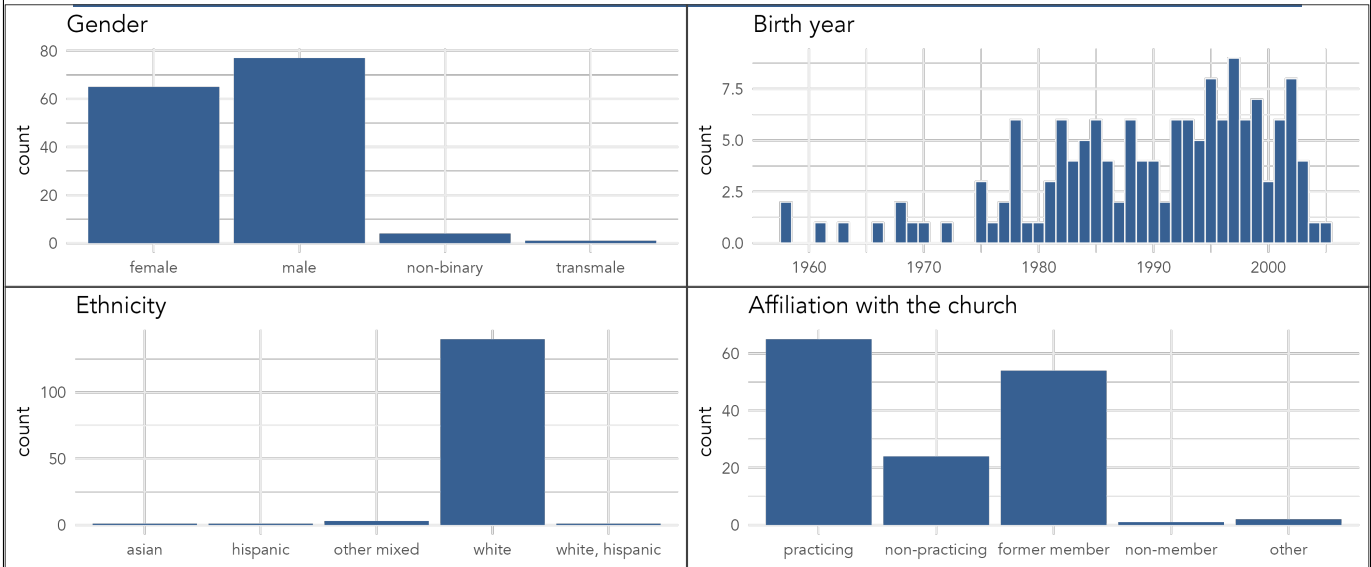 Gender
80
60
40
20
0
count
female male non-binary transmale
Birth year
7.5
5.0
2.5
0.0
count
1960 1970 1980 1990 2000
Ethnicity
100
50
0
count
asian hispanic other mixed white white, hispanic
Affiliation with the church
60
40
20
0
count
practicing non-practicing former member non-member other